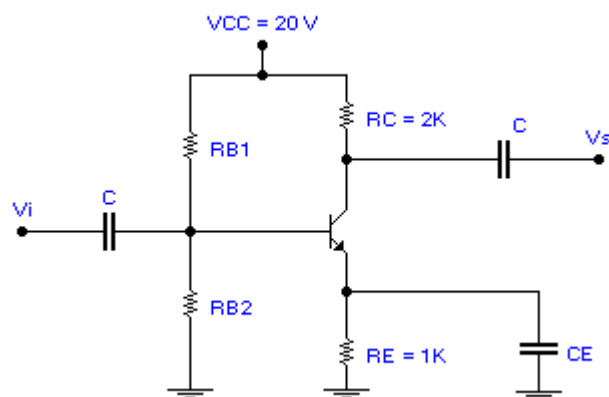 VCC = 20 V
RC = 2K
C
Vs
RB1
C
Vi
RB2
RE = 1K
CE